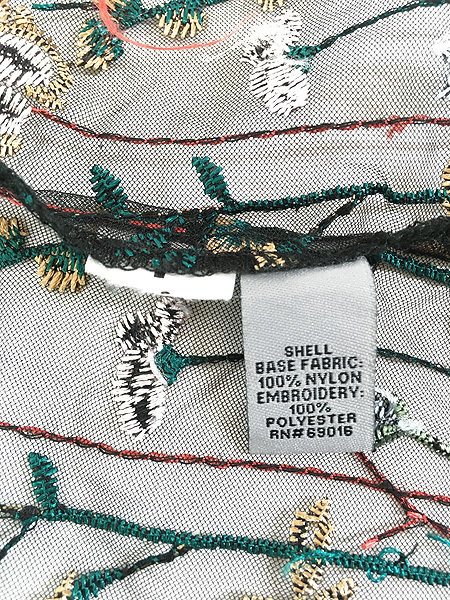 SHELL
BASE FABRIC:
100% NYLON
EMBROIDERY:
100%
POLYESTER
RN#69016